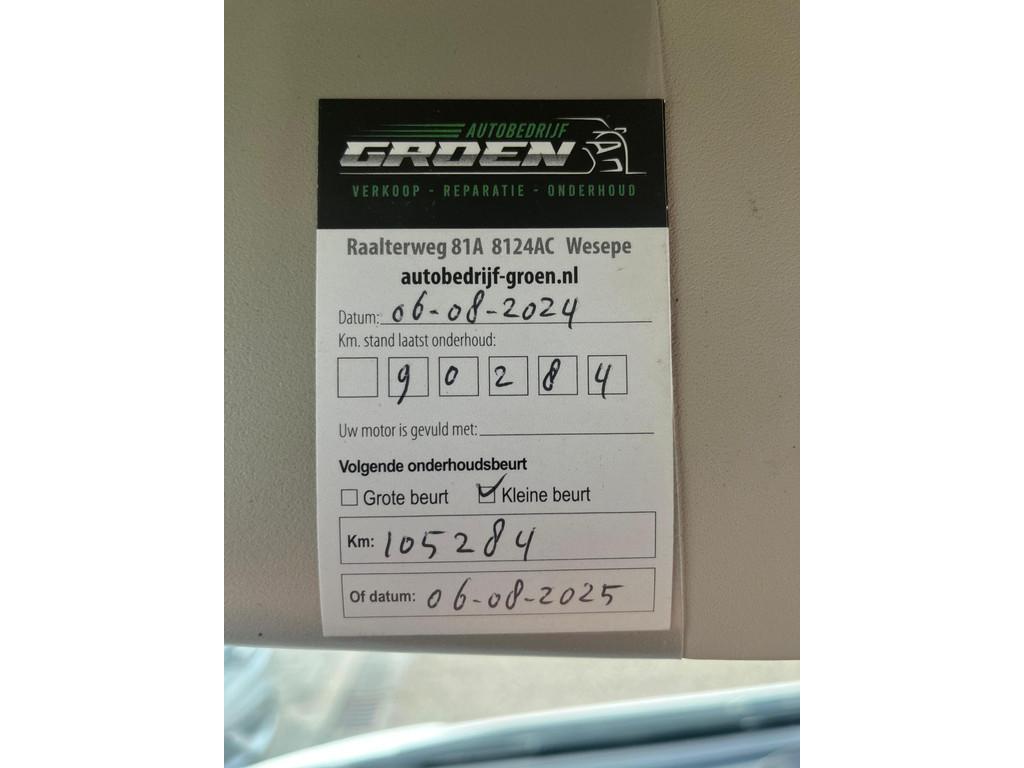 AUTOBEDRIJF
GROEN
VERKOOP - REPARATIE - ONDERHOUD
Raalterweg 81A 8124AC Wesepe
autobedrijf-groen.nl
Datum: 06-08-2024
Km. stand laatst onderhoud:
9 0 2 8 4
Uw motor is gevuld met:
Volgende onderhoudsbeurt
Grote beurt Kleine beurt
Km: 105284
Of datum: 06-08-2025